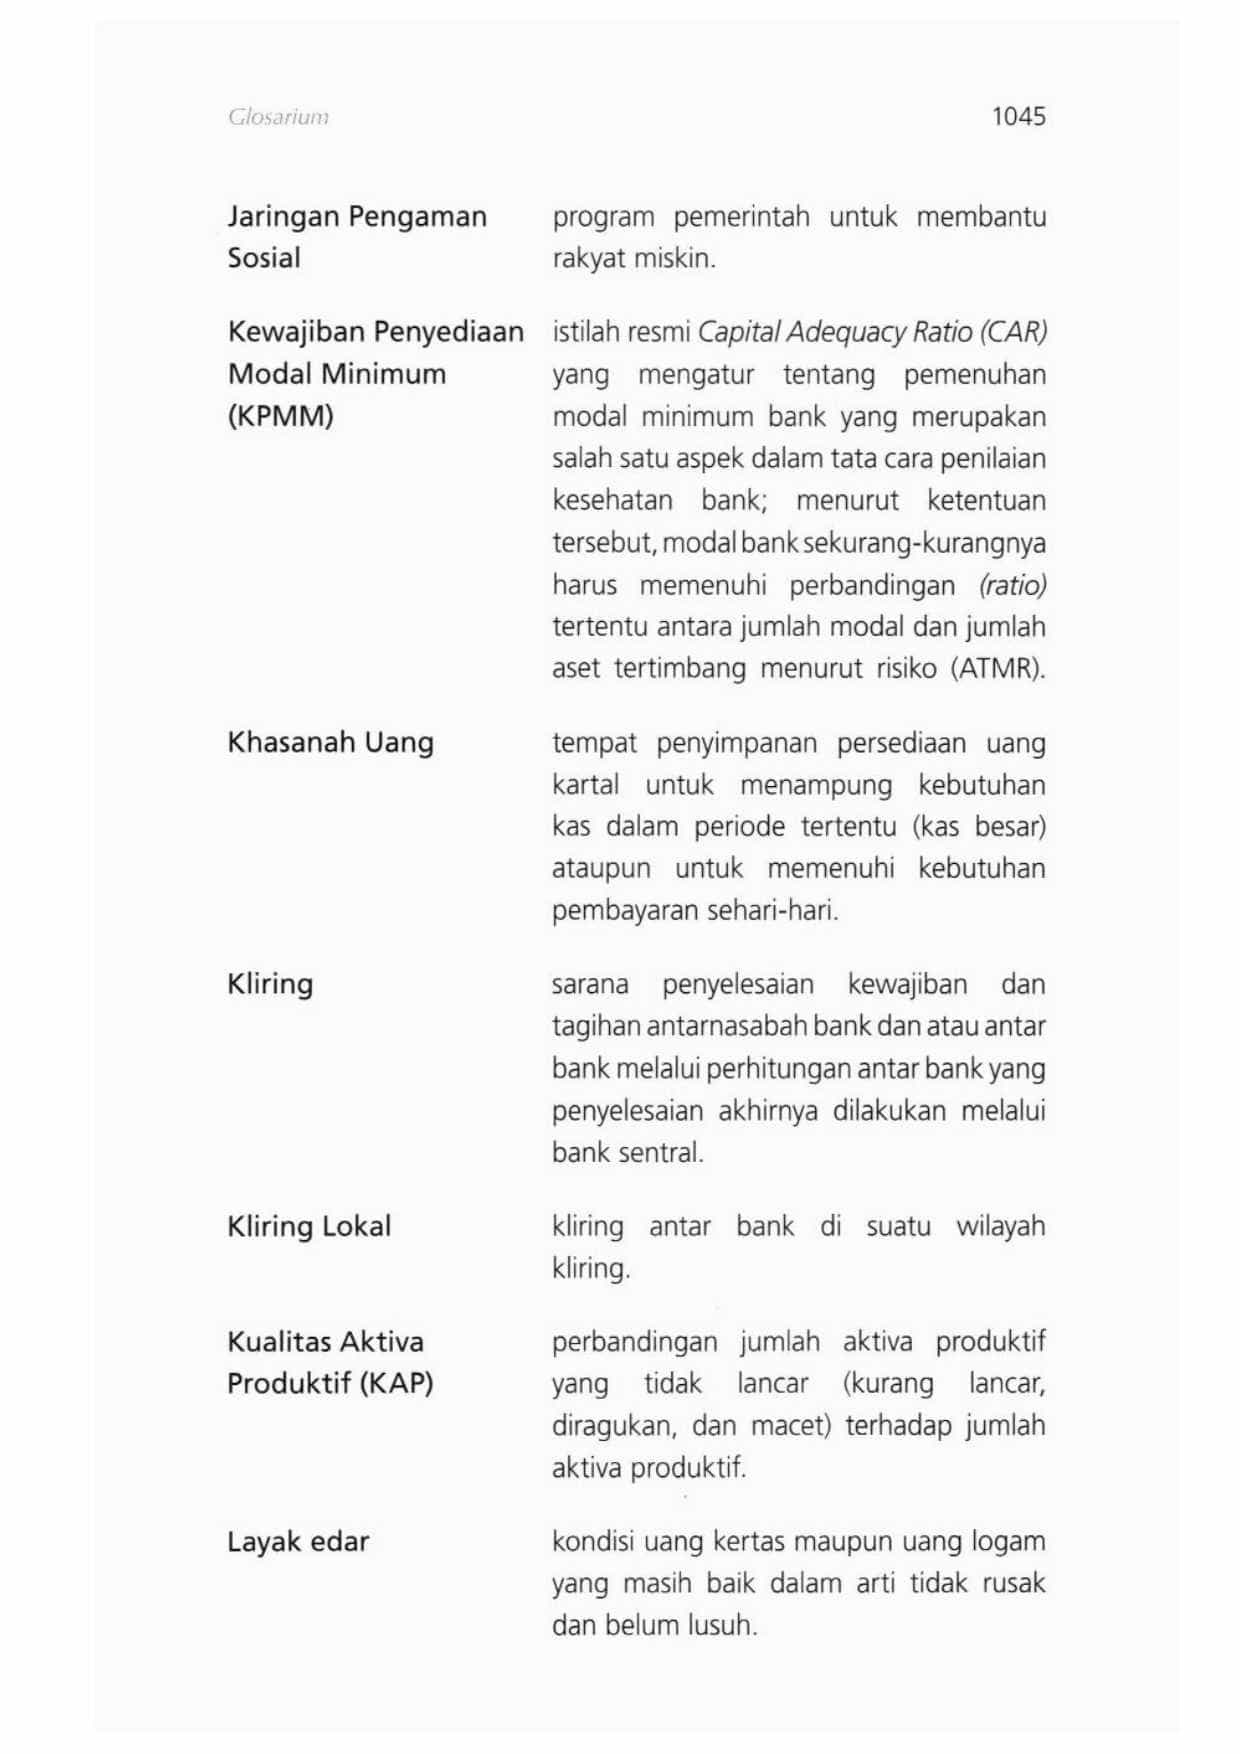 Glosarium 1045
Jaringan Pengaman program pemerintah untuk membantu
Sosial rakyat miskin.
Kewajiban Penyediaan istilah resmi Capital Adequacy Ratio (CAR)
Modal Minimum yang mengatur tentang pemenuhan
(KPMM) modal minimum bank yang merupakan
salah satu aspek dalam tata cara penilaian
kesehatan bank; menurut ketentuan
tersebut, modal bank sekurang-kurangnya
harus memenuhi perbandingan (ratio)
tertentu antara jumlah modal dan jumlah
aset tertimbang menurut risiko (ATMR).
Khasanah Uang tempat penyimpanan persediaan uang
kartal untuk menampung kebutuhan
kas dalam periode tertentu (kas besar)
ataupun untuk memenuhi kebutuhan
pembayaran sehari-hari.
Kliring sarana penyelesaian kewajiban dan
tagihan antarnasabah bank dan atau antar
bank melalui perhitungan antar bank yang
penyelesaian akhirnya dilakukan melalui
bank sentral.
Kliring Lokal kliring antar bank di suatu wilayah
kliring.
Kualitas Aktiva perbandingan jumlah aktiva produktif
Produktif (KAP) yang tidak lancar (kurang lancar,
diragukan, dan macet) terhadap jumlah
aktiva produktif.
Layak edar kondisi uang kertas maupun uang logam
yang masih baik dalam arti tidak rusak
dan belum lusuh.